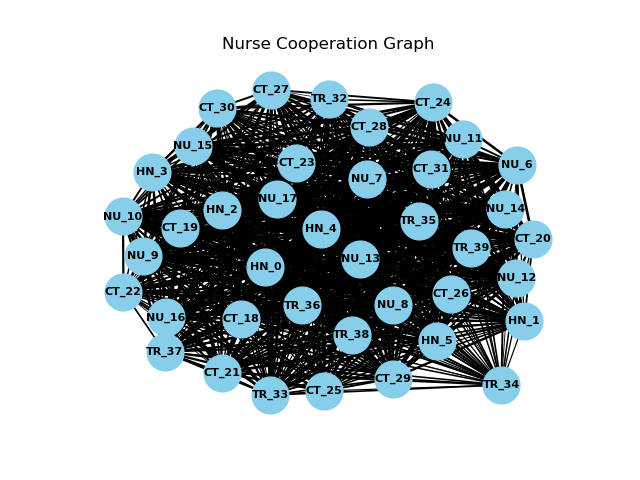 Nurse Cooperation Graph
CT_27
TR_32
CT_24
CT_30
CT_28
NU_11
NU_15
CT_23
NU_6
CT_31
HN_3
NU_7
NU_17
HN_2
NU_14
NU_10
TR_35
CT_19
HN_4
CT_20
TR_39
NU_9
NU_13
HN_0
NU_12
CT_22
CT_26
TR_36
NU_8
NU_16
CT_18
HN_1
TR_38
HN_5
TR_37
CT_21
CT_29
TR_34
CT_25
TR_33